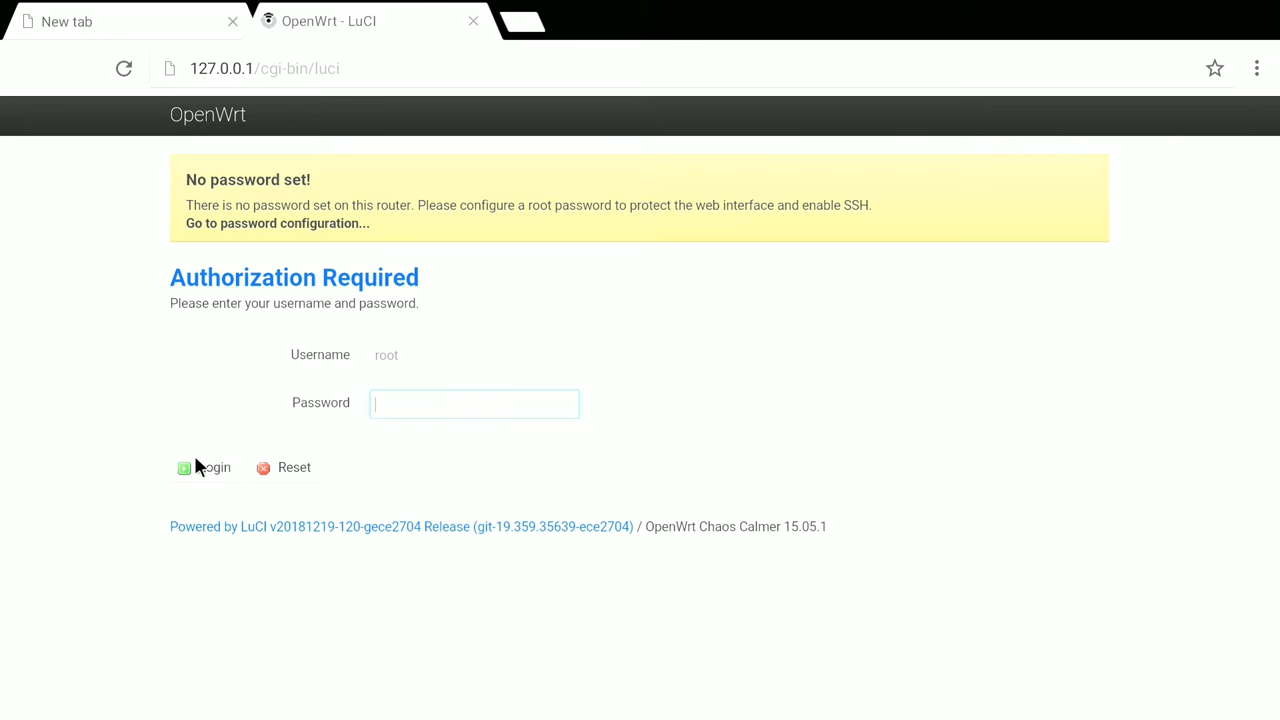 New tab
OpenWrt - LuCI
127.0.0.1/cgi-bin/luci
OpenWrt
No password set!
There is no password set on this router. Please configure a root password to protect the web interface and enable SSH.
Go to password configuration...
Authorization Required
Please enter your username and password.
Username root
Password
Login Reset
Powered by LuCI v20181219-120-gece2704 Release (git-19.359.35639-ece2704) / OpenWrt Chaos Calmer 15.05.1